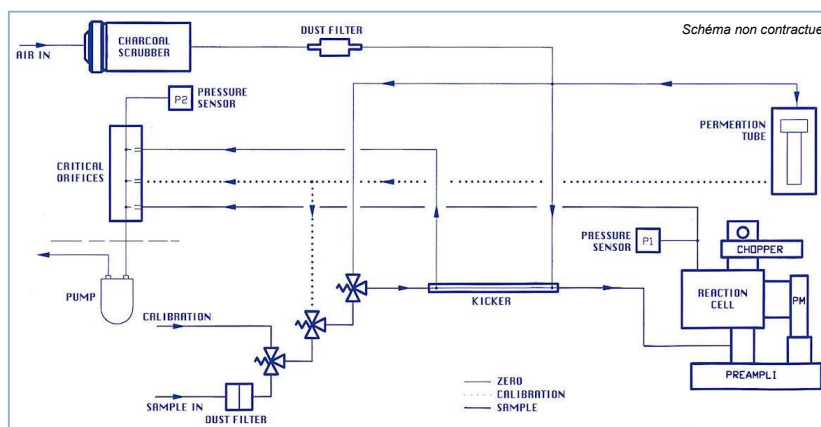 Schéma non contractue
CHARCOAL
SCRUBBER
DUST FILTER
AIR IN
P2
PRESSURE
SENSOR
PERMEATION
TUBE
CRITICAL
ORIFICES
PRESSURE
SENSOR
P1
CHOPPER
REACTION
CELL
PM
PUMP
KICKER
CALIBRATION
PREAMPLI
ZERO
CALIBRATION
SAMPLE
SAMPLE IN
DUST FILTER